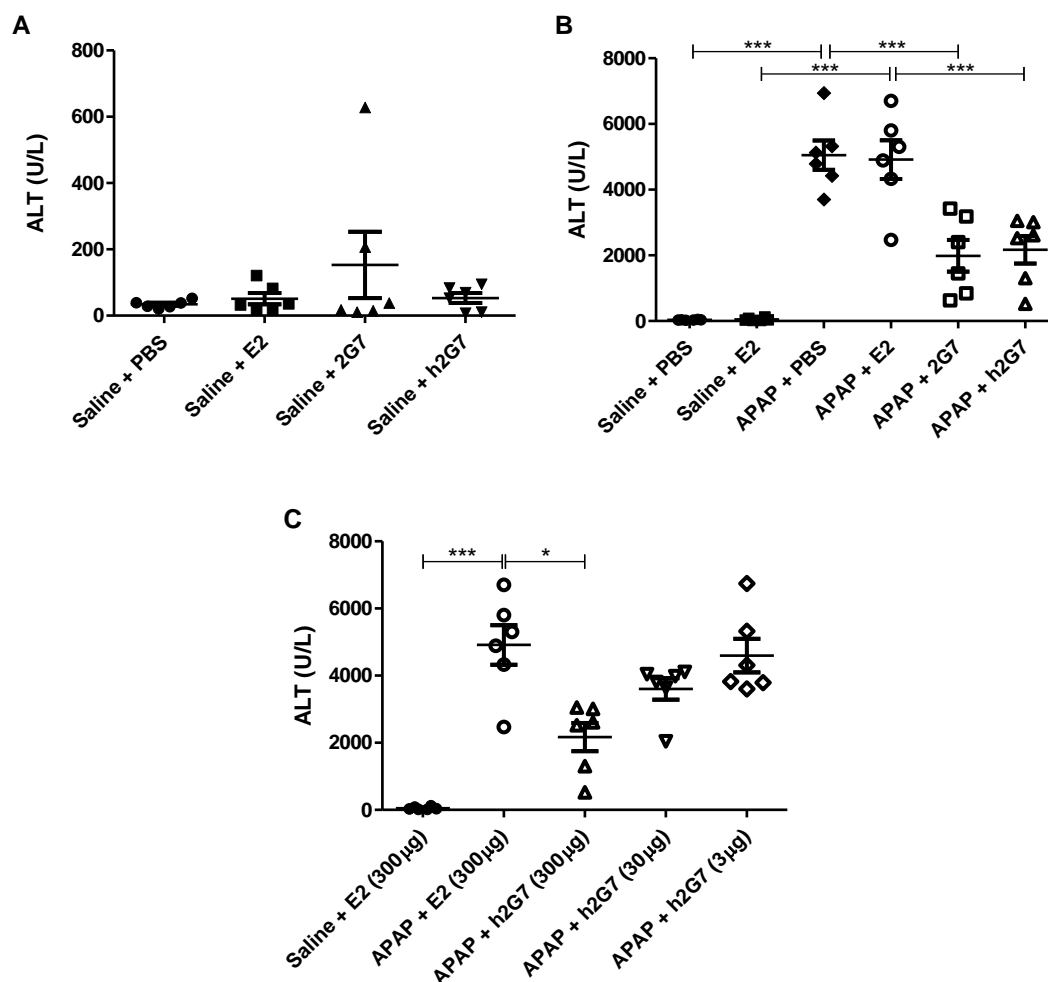 A
800
600
400
200
0
ALT (U/L)
Saline + PBS
Saline + E2
Saline + 2G7
Saline + h2G7
B
*** ***
*** ***
8000
6000
4000
2000
0
ALT (U/L)
Saline + PBS
Saline + E2
APAP + PBS
APAP + E2
APAP + 2G7
APAP + h2G7
C
*** *
8000
6000
4000
2000
0
ALT (U/L)
Saline + E2 (300µg)
APAP + E2 (300µg)
APAP + h2G7 (300µg)
APAP + h2G7 (30µg)
APAP + h2G7 (3µg)